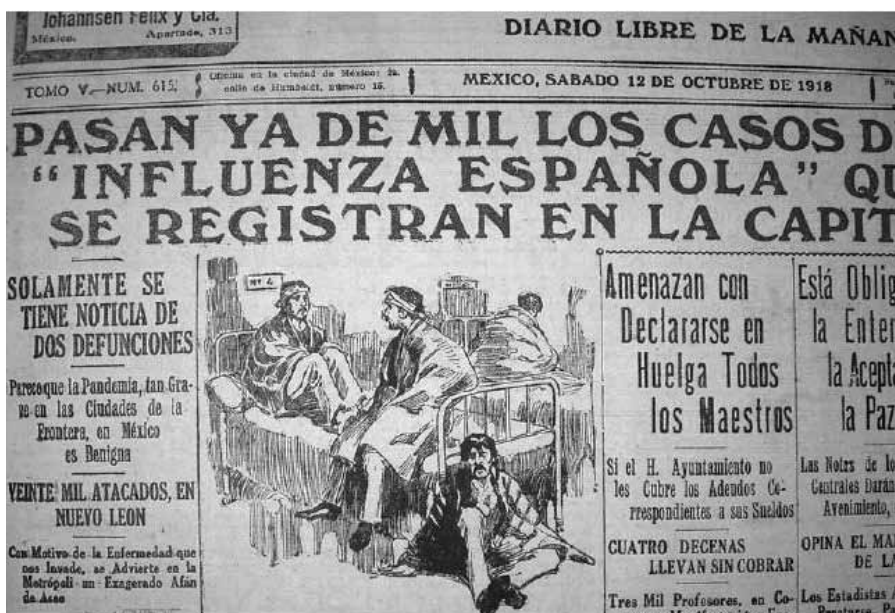 Johannsen Felix y Cia.
México. Apartado, 313
DIARIO LIBRE DE LA MAÑAN
TOMO V.—NUM. 615.
Oficina en la ciudad de México: 2a.
calle de Humboldt, número 15.
MEXICO, SABADO 12 DE OCTUBRE DE 1918
PASAN YA DE MIL LOS CASOS D
"INFLUENZA ESPAÑOLA" QU
SE REGISTRAN EN LA CAPIT
SOLAMENTE SE
TIENE NOTICIA DE
DOS DEFUNCIONES
Parece que la Pandemia, tan Gra-
ve en las Ciudades de la
Frontera, en México
es Benigna
VEINTE MIL ATACADOS, EN
NUEVO LEON
Con Motivo de la Enfermedad que
nos Invade, se Advierte en la
Metrópoli un Exagerado Afán
de Aseo
Nº 4
Amenazan con
Declararse en
Huelga Todos
los Maestros
Si el H. Ayuntamiento no
les Cubre los Adeudos Co-
rrespondientes a sus Sueldos
CUATRO DECENAS
LLEVAN SIN COBRAR
Tres Mil Profesores, en Co-
Está Oblig
la Enten
la Acepta
la Paz
Las Notas de lo
Centrales Darán
Avenimiento,
OPINA EL MA
DE LA
Los Estadistas